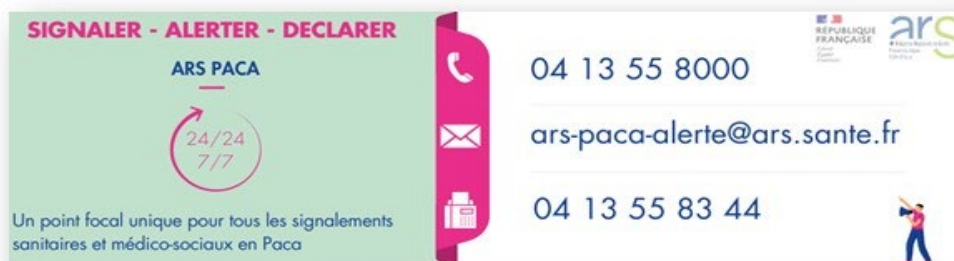 SIGNALER - ALERTER - DECLARER
ARS PACA
24/24
7/7
Un point focal unique pour tous les signalements
sanitaires et médico-sociaux en Paca
04 13 55 8000
ars-paca-alerte@ars.sante.fr
04 13 55 83 44
RÉPUBLIQUE
FRANÇAISE
ars